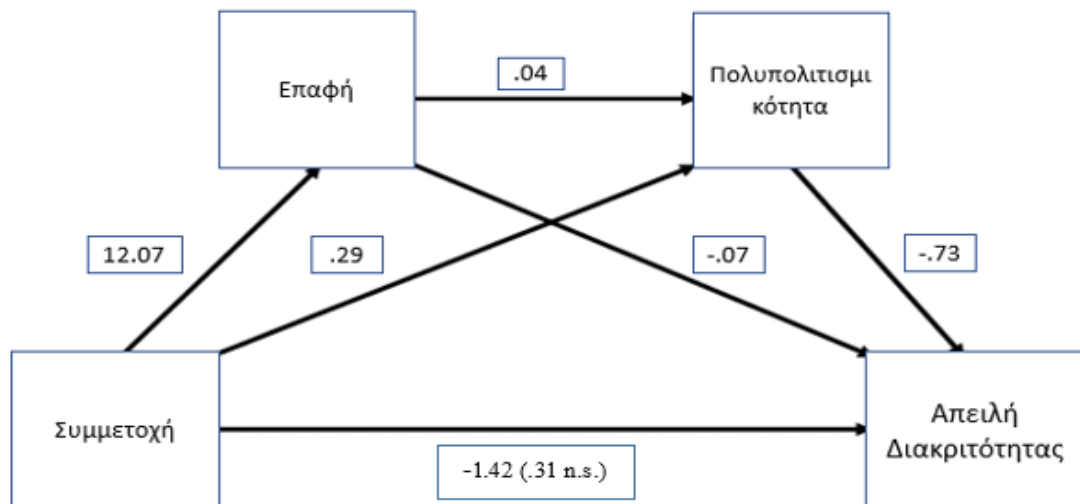 Επαφή
.04
Πολυπολιτισμι
κότητα
12.07
.29
-.07
-.73
Συμμετοχή
-1.42 (.31 n.s.)
Απειλή
Διακριτότητας